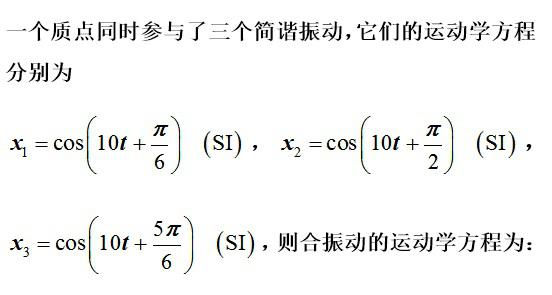 一个质点同时参与了三个简谐振动,它们的运动学方程
分别为
x₁ = cos(10t + π/6) (SI), x₂ = cos(10t + π/2) (SI),
x₃ = cos(10t + 5π/6) (SI),则合振动的运动学方程为: